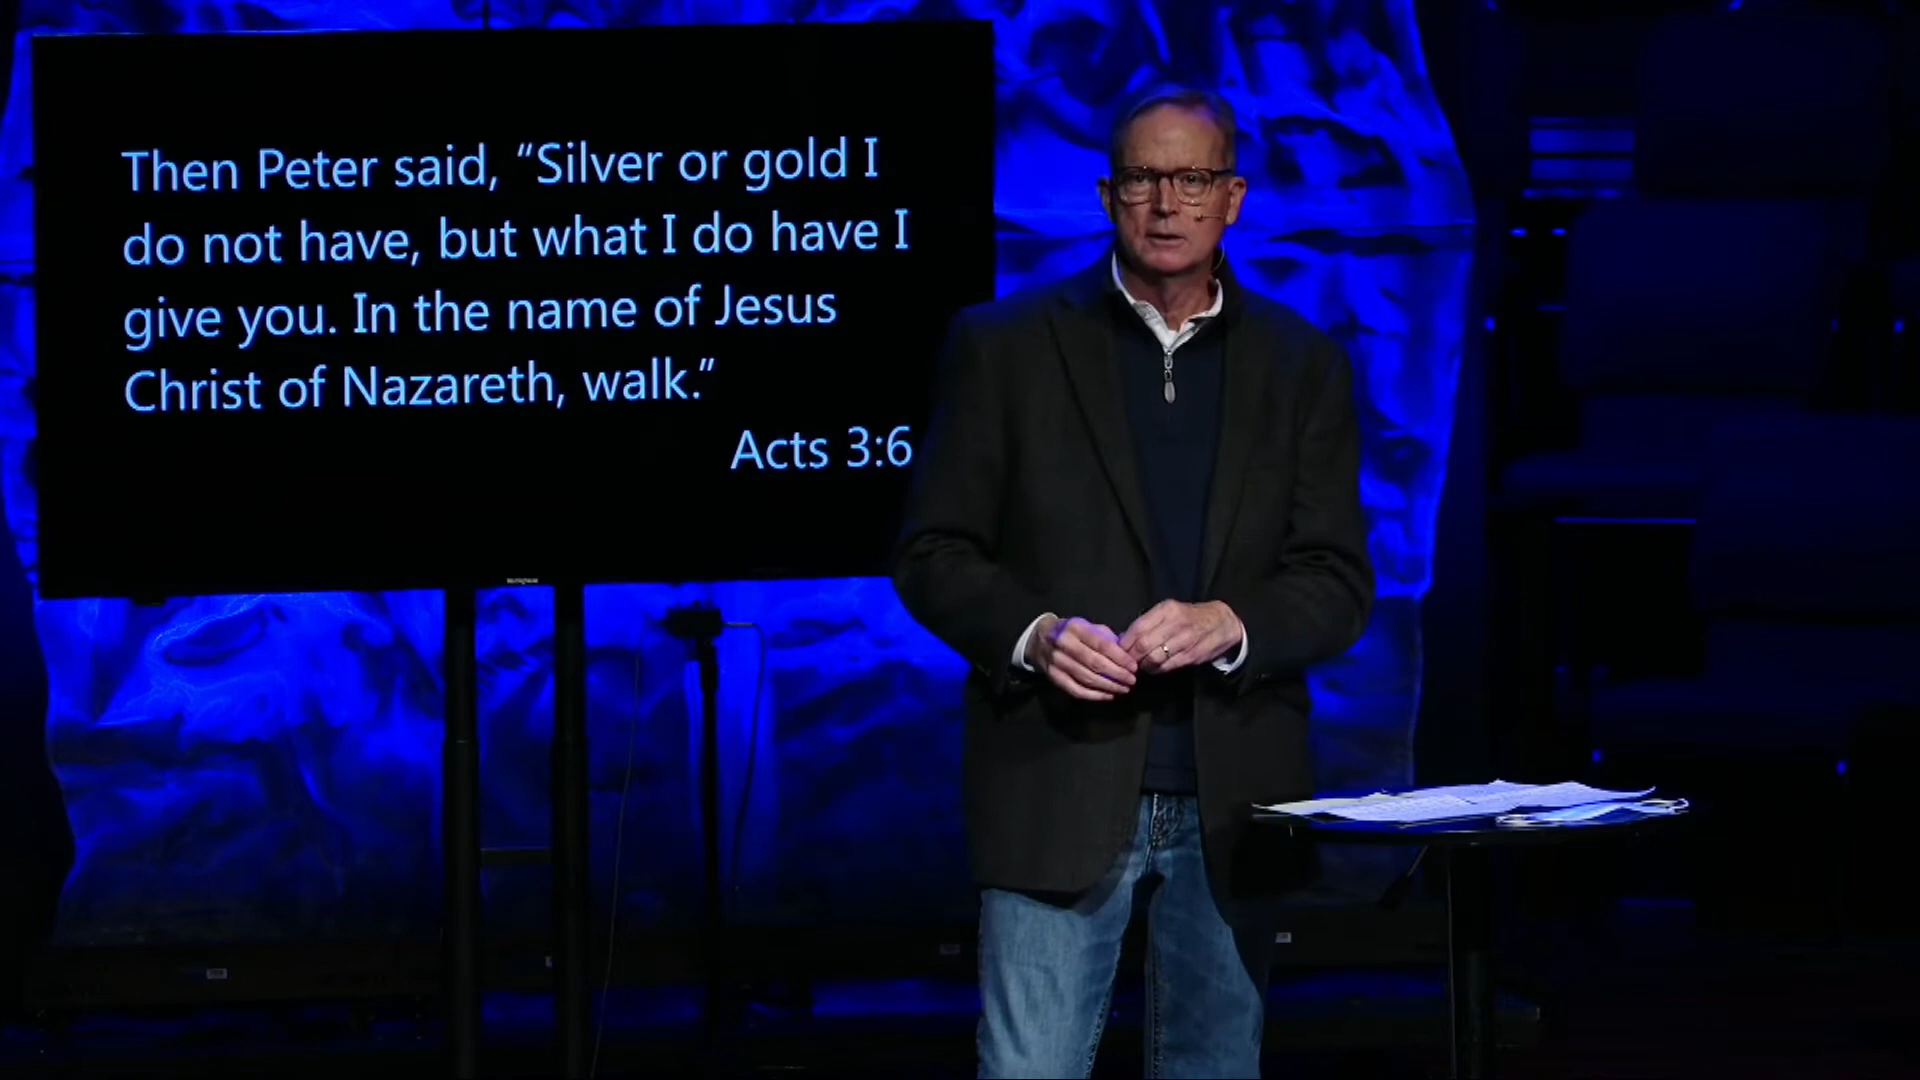 Then Peter said, “Silver or gold I
do not have, but what I do have I
give you. In the name of Jesus
Christ of Nazareth, walk.”
Acts 3:6
Westinghouse